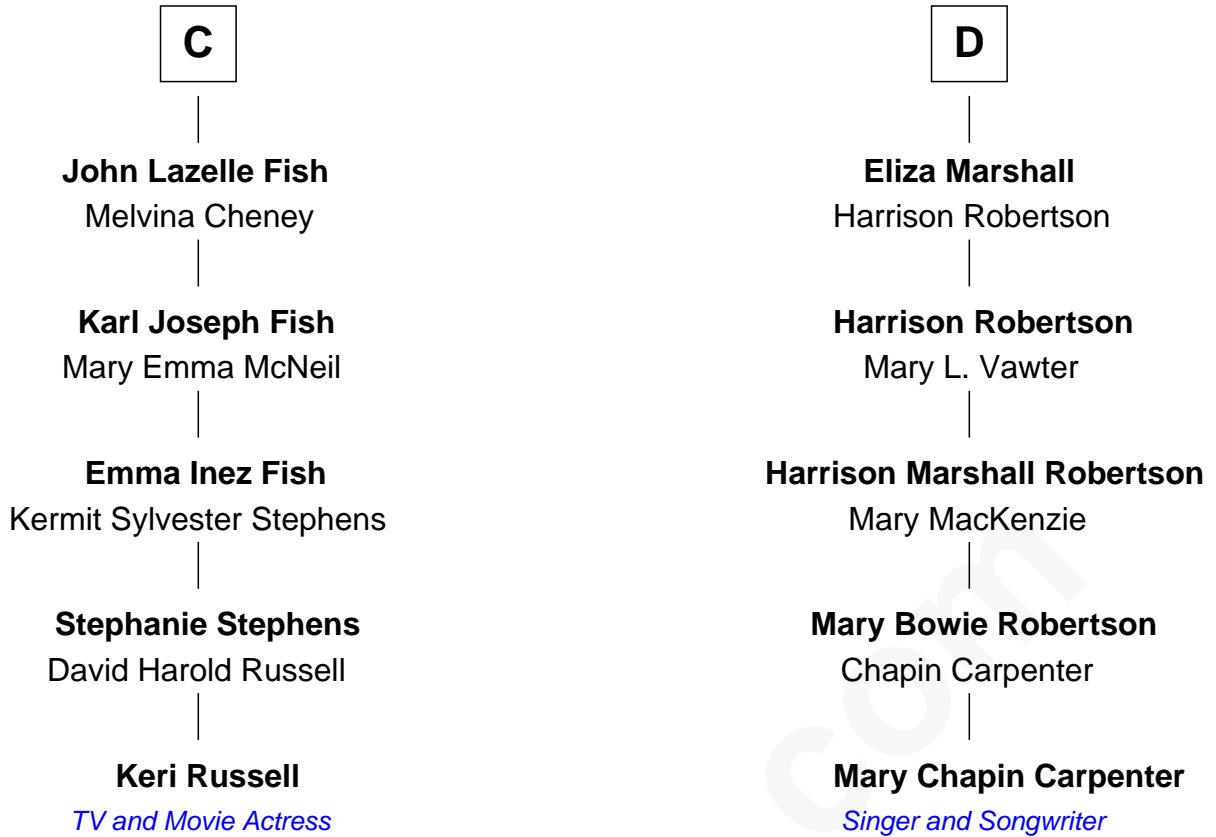 C
John Lazelle Fish
Melvina Cheney
Karl Joseph Fish
Mary Emma McNeil
Emma Inez Fish
Kermit Sylvester Stephens
Stephanie Stephens
David Harold Russell
Keri Russell
TV and Movie Actress
D
Eliza Marshall
Harrison Robertson
Harrison Robertson
Mary L. Vawter
Harrison Marshall Robertson
Mary MacKenzie
Mary Bowie Robertson
Chapin Carpenter
Mary Chapin Carpenter
Singer and Songwriter
com